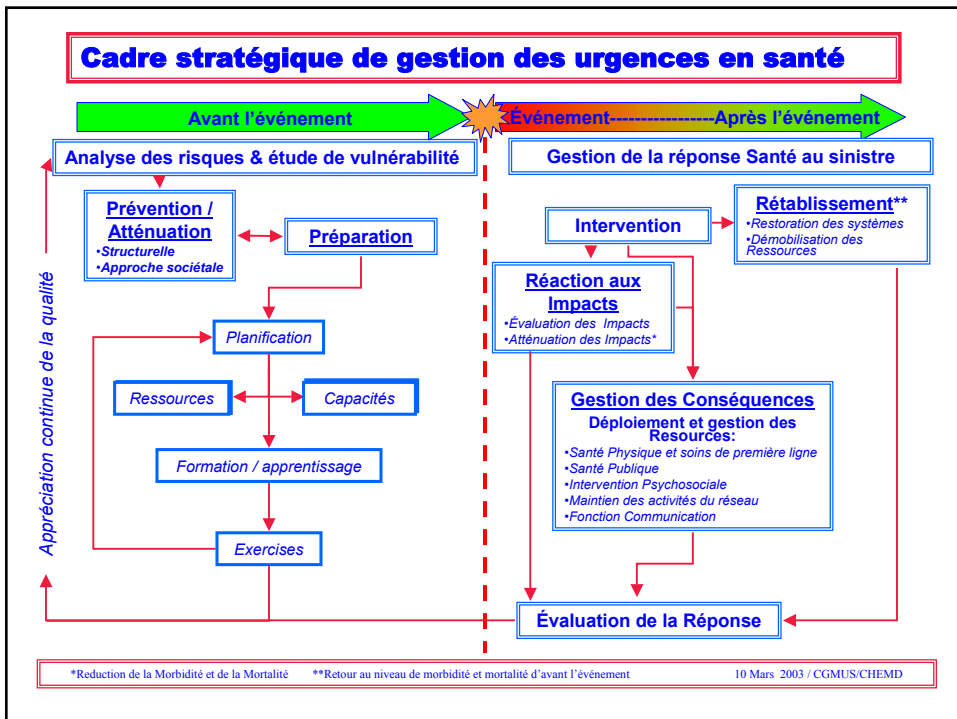 Cadre stratégique de gestion des urgences en santé
Avant l'événement
Événement-----------------Après l'événement
Analyse des risques & étude de vulnérabilité
Gestion de la réponse Santé au sinistre
Prévention /
Atténuation
•Structurelle
•Approche sociétale
Préparation
Planification
Ressources
Capacités
Formation / apprentissage
Exercises
Appréciation continue de la qualité
Intervention
Rétablissement**
•Restoration des systèmes
•Démobilisation des
Ressources
Réaction aux
Impacts
•Évaluation des Impacts
•Atténuation des Impacts*
Gestion des Conséquences
Déploiement et gestion des
Resources:
•Santé Physique et soins de première ligne
•Santé Publique
•Intervention Psychosociale
•Maintien des activités du réseau
•Fonction Communication
Évaluation de la Réponse
*Reduction de la Morbidité et de la Mortalité **Retour au niveau de morbidité et mortalité d'avant l'événement 10 Mars 2003 / CGMUS/CHEMD